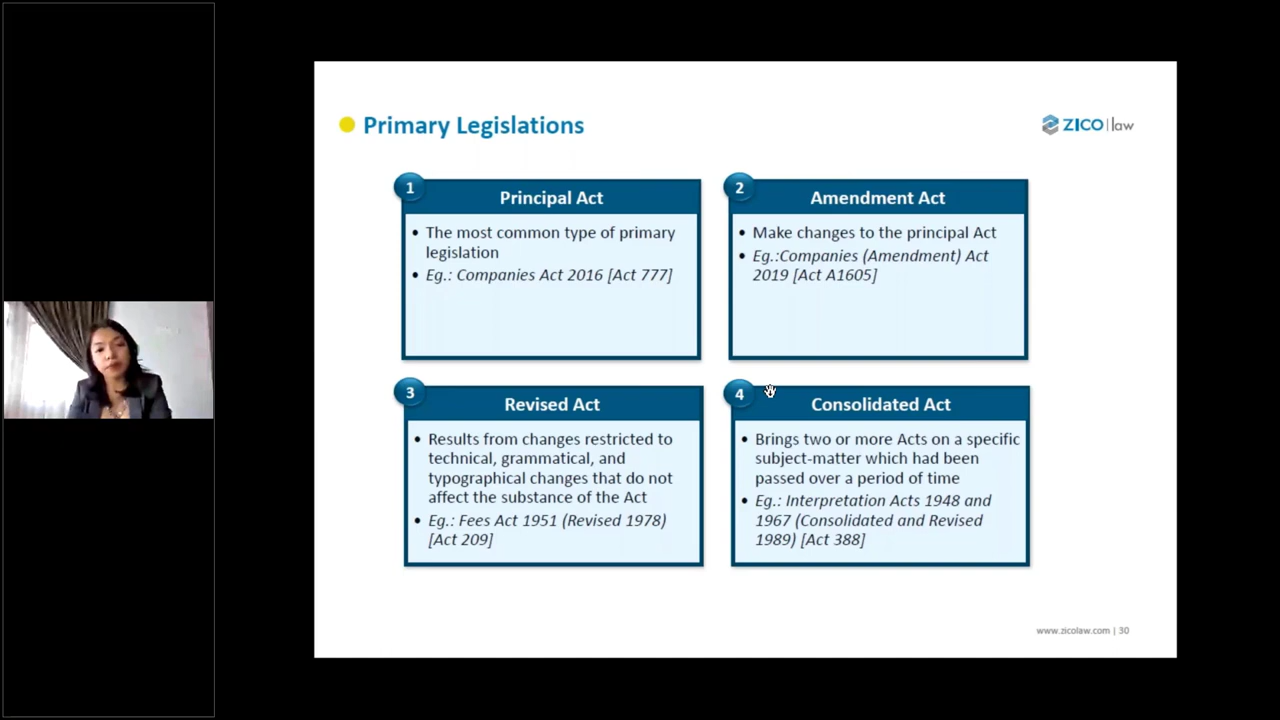 Primary Legislations
ZICO law
1
Principal Act
• The most common type of primary
legislation
• Eg.: Companies Act 2016 [Act 777]
2
Amendment Act
• Make changes to the principal Act
• Eg.:Companies (Amendment) Act
2019 [Act A1605]
3
Revised Act
• Results from changes restricted to
technical, grammatical, and
typographical changes that do not
affect the substance of the Act
• Eg.: Fees Act 1951 (Revised 1978)
[Act 209]
4
Consolidated Act
• Brings two or more Acts on a specific
subject-matter which had been
passed over a period of time
• Eg.: Interpretation Acts 1948 and
1967 (Consolidated and Revised
1989) [Act 388]
www.zicolaw.com | 30